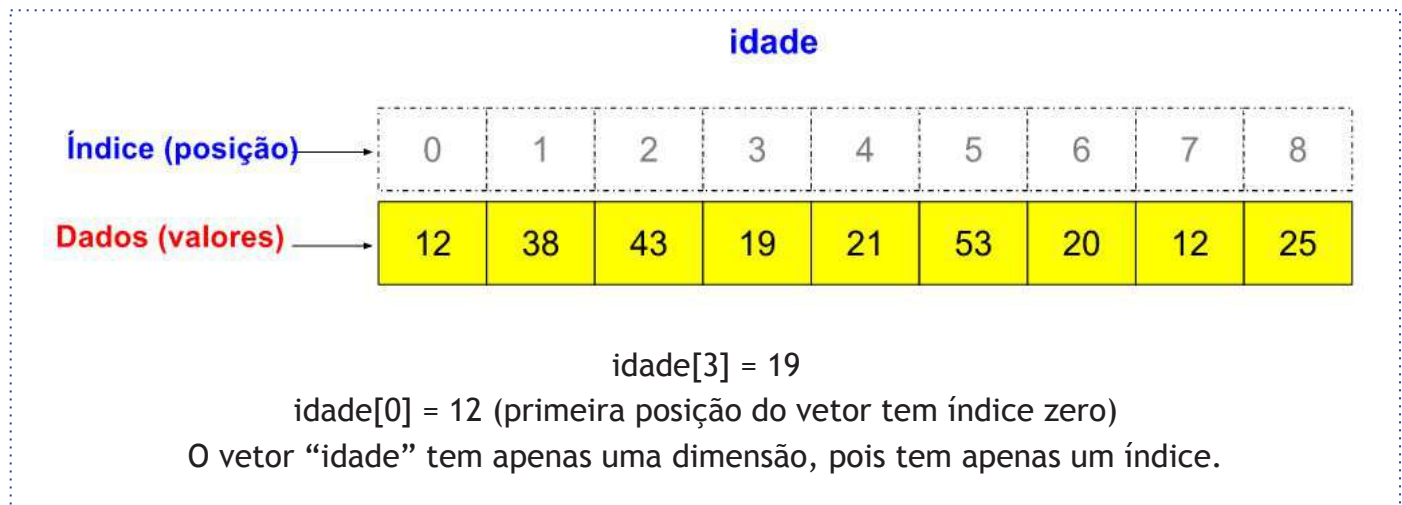 idade
Índice (posição) 0 1 2 3 4 5 6 7 8
Dados (valores) 12 38 43 19 21 53 20 12 25
idade[3] = 19
idade[0] = 12 (primeira posição do vetor tem índice zero)
O vetor “idade” tem apenas uma dimensão, pois tem apenas um índice.